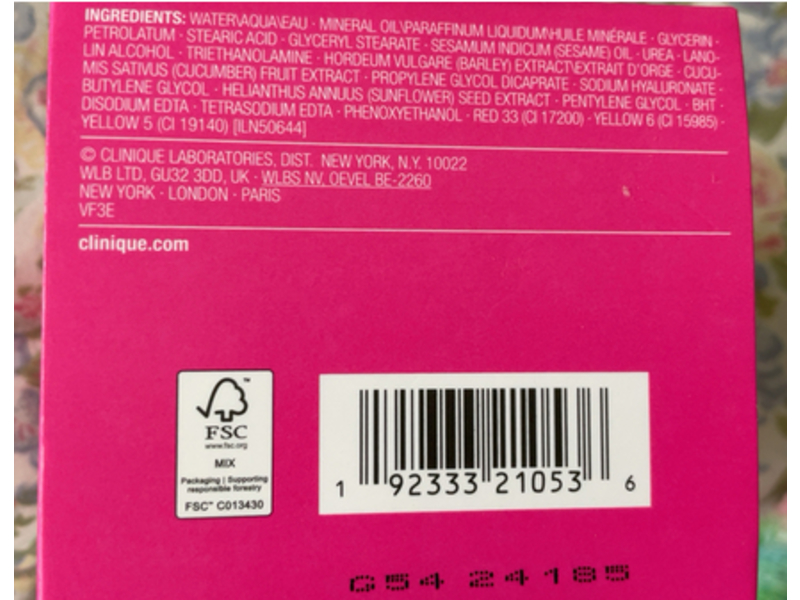 INGREDIENTS: WATER\AQUA\EAU · MINERAL OIL\PARAFFINUM LIQUIDUM\HUILE MINÉRALE · GLYCERIN ·
PETROLATUM · STEARIC ACID · GLYCERYL STEARATE · SESAMUM INDICUM (SESAME) OIL · UREA · LANO-
LIN ALCOHOL · TRIETHANOLAMINE · HORDEUM VULGARE (BARLEY) EXTRACT\EXTRAIT D'ORGE · CUCU-
MIS SATIVUS (CUCUMBER) FRUIT EXTRACT · PROPYLENE GLYCOL DICAPRATE · SODIUM HYALURONATE ·
BUTYLENE GLYCOL · HELIANTHUS ANNUUS (SUNFLOWER) SEED EXTRACT · PENTYLENE GLYCOL · BHT ·
DISODIUM EDTA · TETRASODIUM EDTA · PHENOXYETHANOL · RED 33 (CI 17200) · YELLOW 6 (CI 15985) ·
YELLOW 5 (CI 19140) [ILN50644]
© CLINIQUE LABORATORIES, DIST. NEW YORK, N.Y. 10022
WLB LTD, GU32 3DD, UK · WLBS NV, OEVEL BE-2260
NEW YORK · LONDON · PARIS
VF3E
clinique.com
FSC
www.fsc.org
MIX
Packaging | Supporting
responsible forestry
FSC™ C013430
1 92333 21053 6
G54 24185